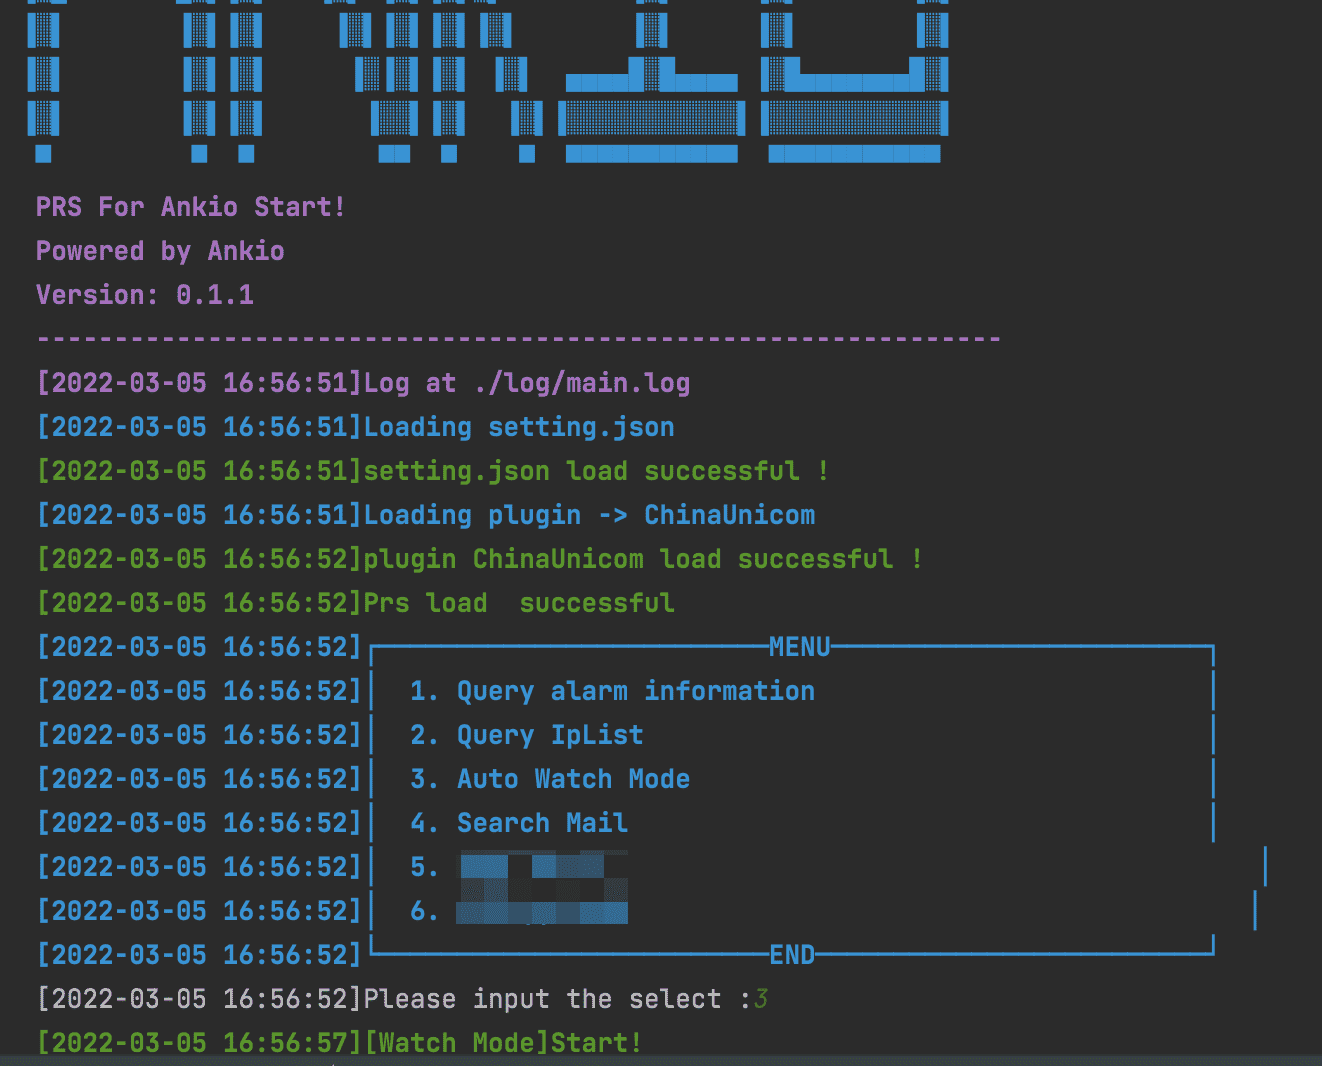 PRS For Ankio Start!
Powered by Ankio
Version: 0.1.1
--------------------------------------------------------------
[2022-03-05 16:56:51]Log at ./log/main.log
[2022-03-05 16:56:51]Loading setting.json
[2022-03-05 16:56:51]setting.json load successful !
[2022-03-05 16:56:51]Loading plugin -> ChinaUnicom
[2022-03-05 16:56:52]plugin ChinaUnicom load successful !
[2022-03-05 16:56:52]Prs load  successful
[2022-03-05 16:56:52]┌─────────────────────────MENU────────────────────────┐
[2022-03-05 16:56:52]│  1. Query alarm information                         │
[2022-03-05 16:56:52]│  2. Query IpList                                    │
[2022-03-05 16:56:52]│  3. Auto Watch Mode                                 │
[2022-03-05 16:56:52]│  4. Search Mail                                     │
[2022-03-05 16:56:52]│  5.                                                 │
[2022-03-05 16:56:52]│  6.                                                 │
[2022-03-05 16:56:52]└─────────────────────────END─────────────────────────┘
[2022-03-05 16:56:52]Please input the select :3
[2022-03-05 16:56:57][Watch Mode]Start!